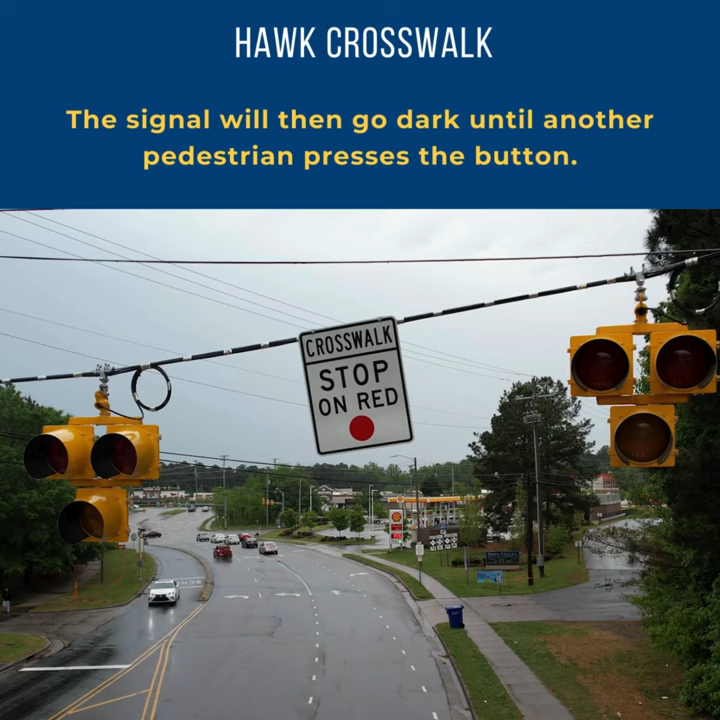 HAWK CROSSWALK
The signal will then go dark until another
pedestrian presses the button.
CROSSWALK
STOP
ON RED